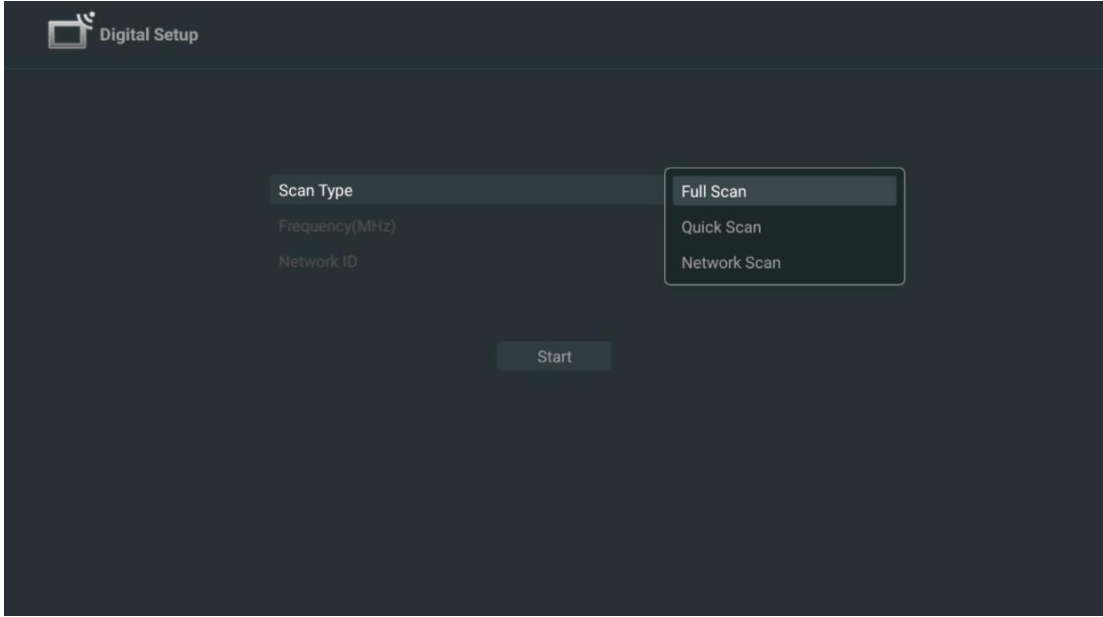 Digital Setup
Scan Type
Full Scan
Frequency(MHz)
Quick Scan
Network ID
Network Scan
Start